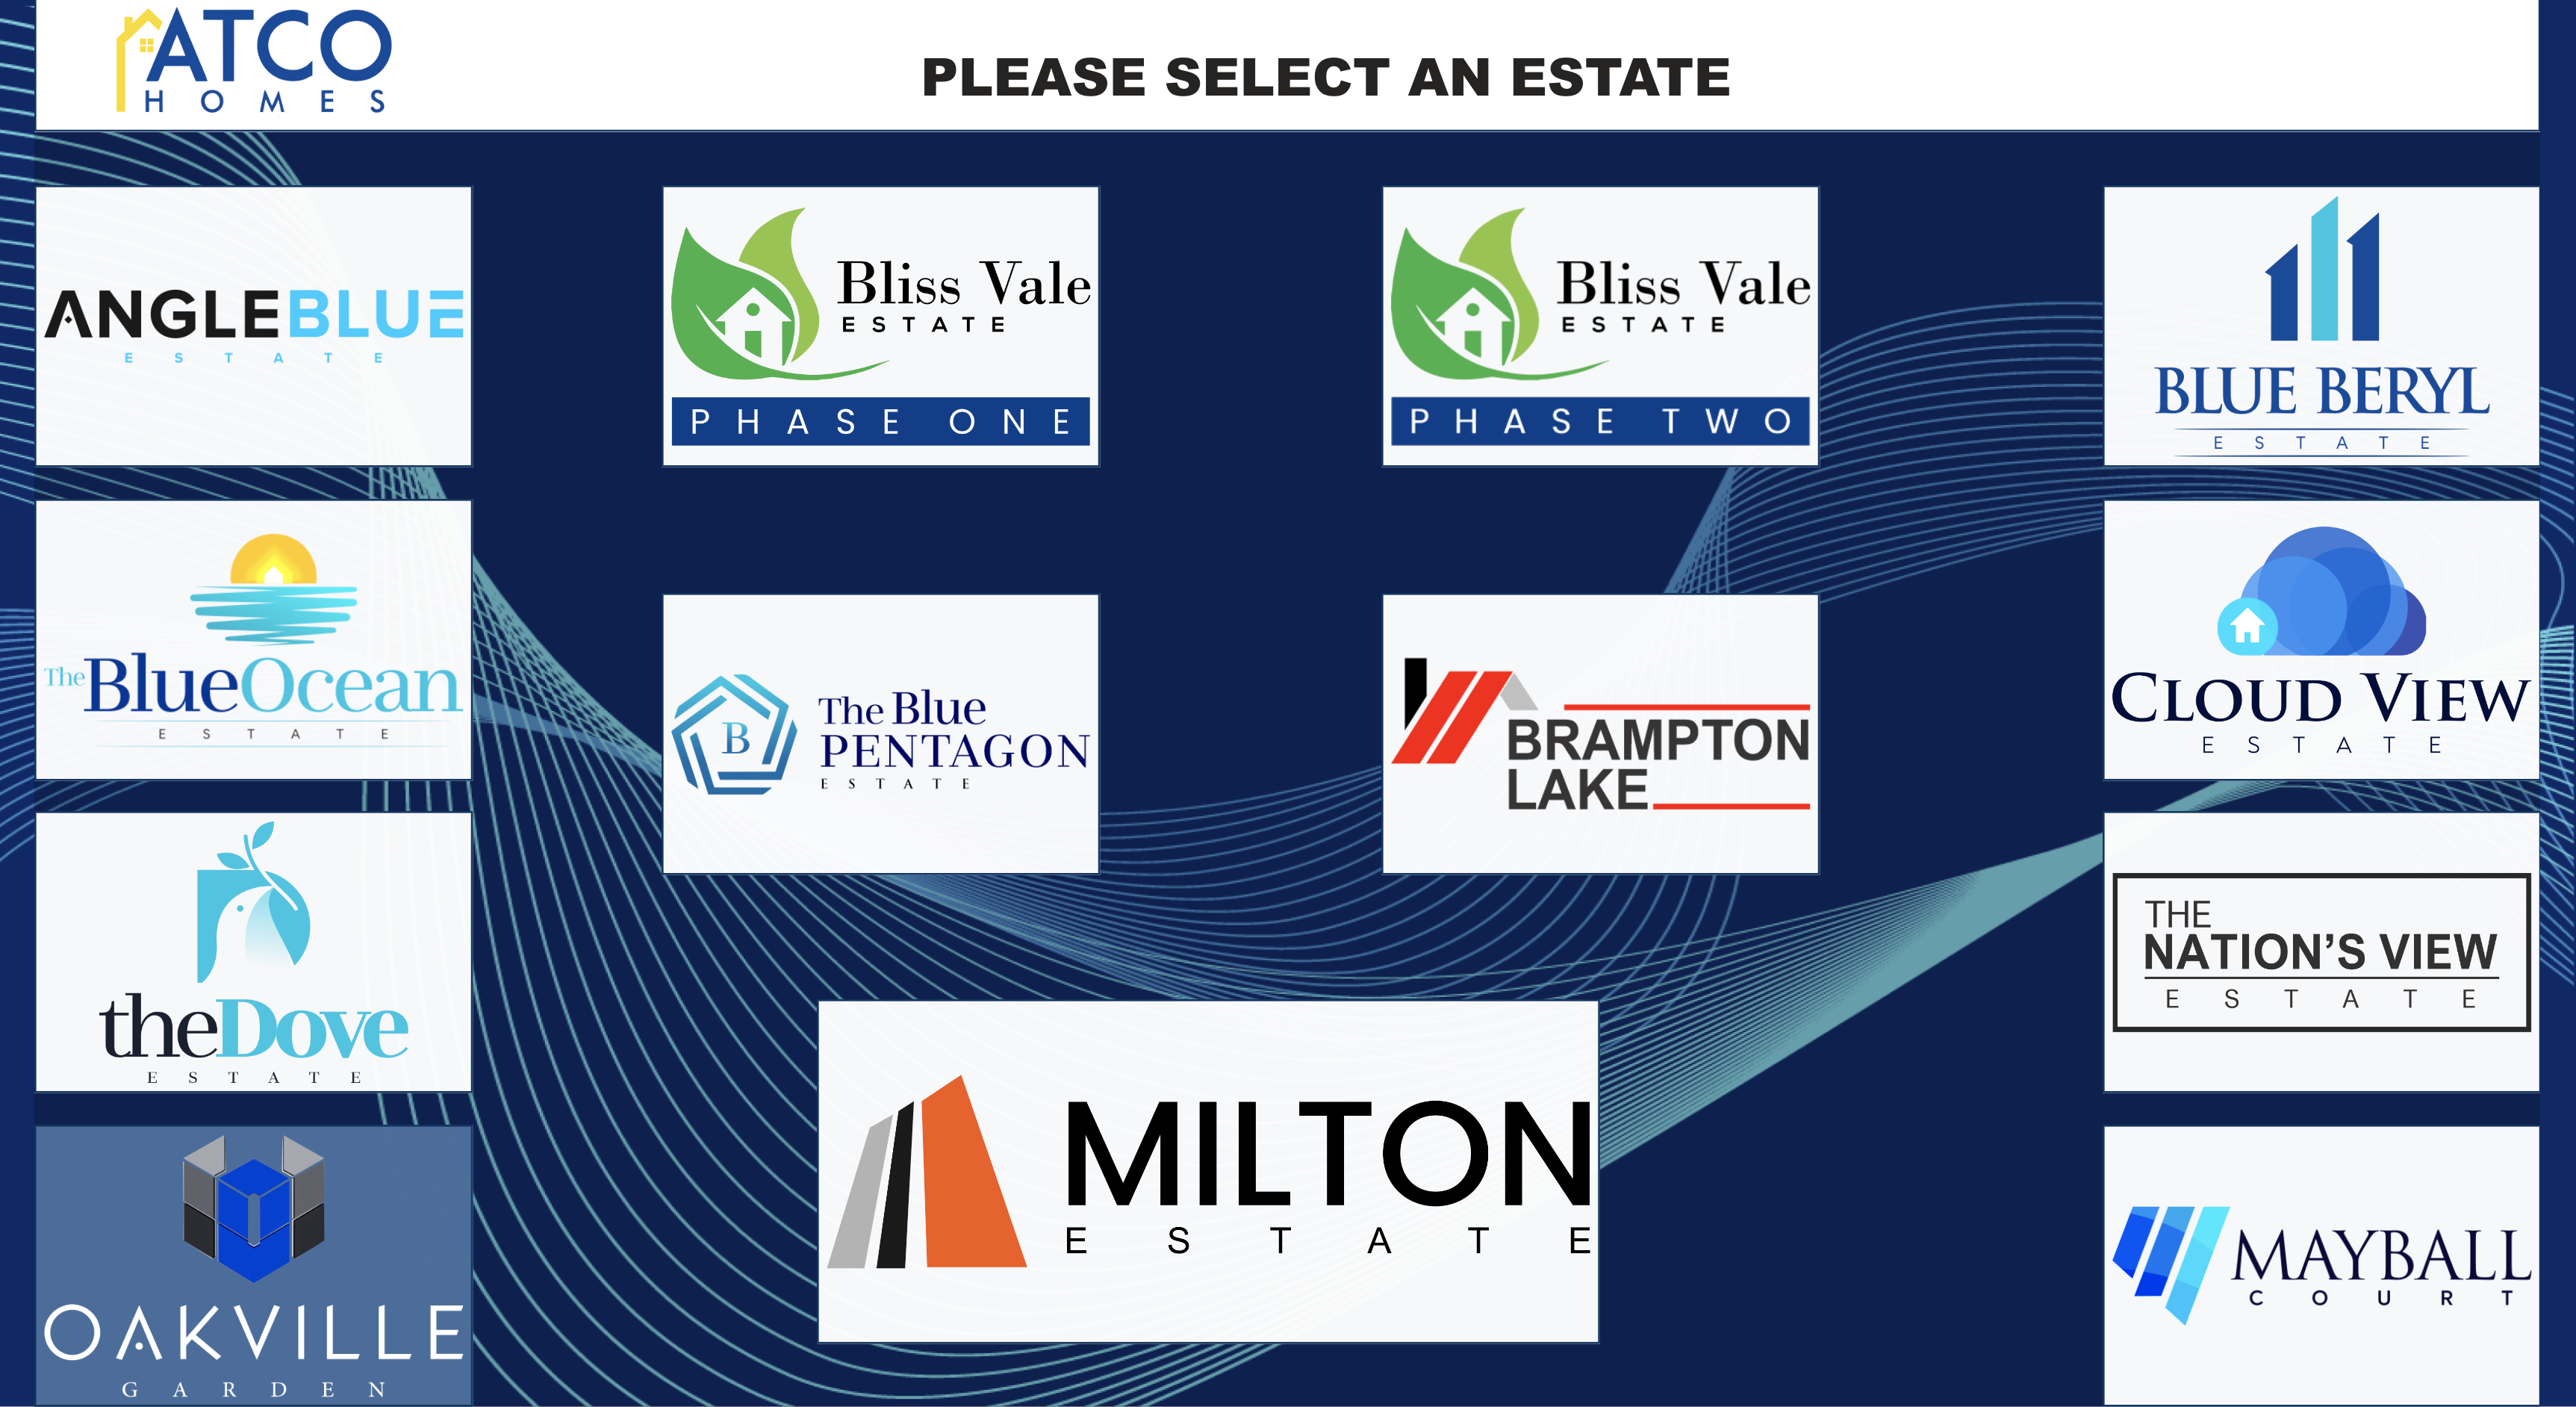 ATCO
HOMES
PLEASE SELECT AN ESTATE
ANGLEBLUE
ESTATE
Bliss Vale
ESTATE
PHASE ONE
Bliss Vale
ESTATE
PHASE TWO
BLUE BERYL
ESTATE
The BlueOcean
ESTATE
B
The Blue
PENTAGON
ESTATE
BRAMPTON
LAKE
CLOUD VIEW
ESTATE
theDove
ESTATE
THE
NATION'S VIEW
ESTATE
OAKVILLE
GARDEN
MILTON
ESTATE
MAYBALL
COURT